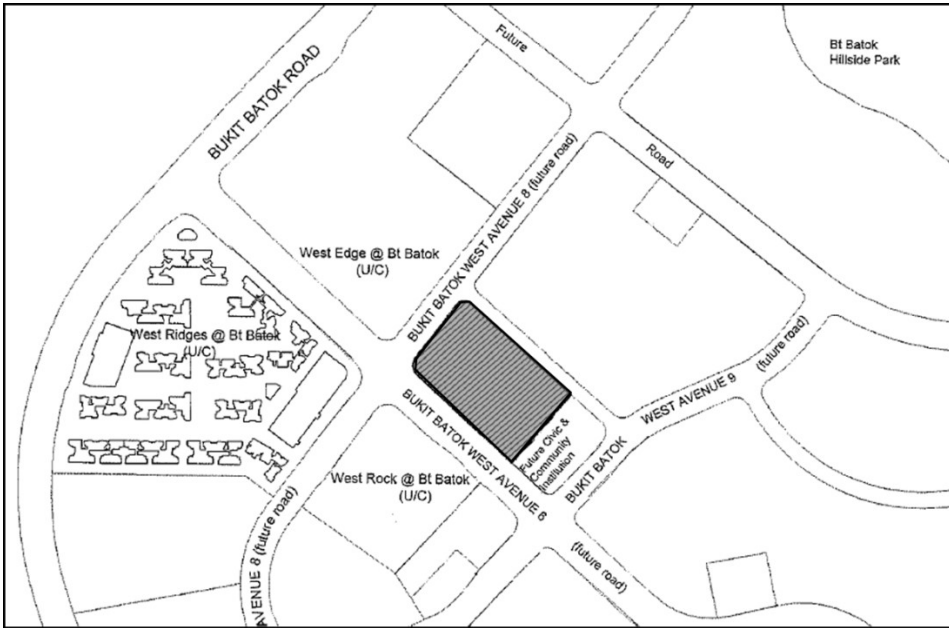 Future
Bt Batok
Hillside Park
BUKIT BATOK ROAD
Road
BUKIT BATOK WEST AVENUE 8 (future road)
West Edge @ Bt Batok
(U/C)
West Ridges @ Bt Batok
(U/C)
(future road)
WEST AVENUE 9
BUKIT BATOK
BUKIT BATOK WEST AVENUE 6
Future Civic &
Community
Institution
West Rock @ Bt Batok
(U/C)
(future road)
AVENUE 8 (future road)